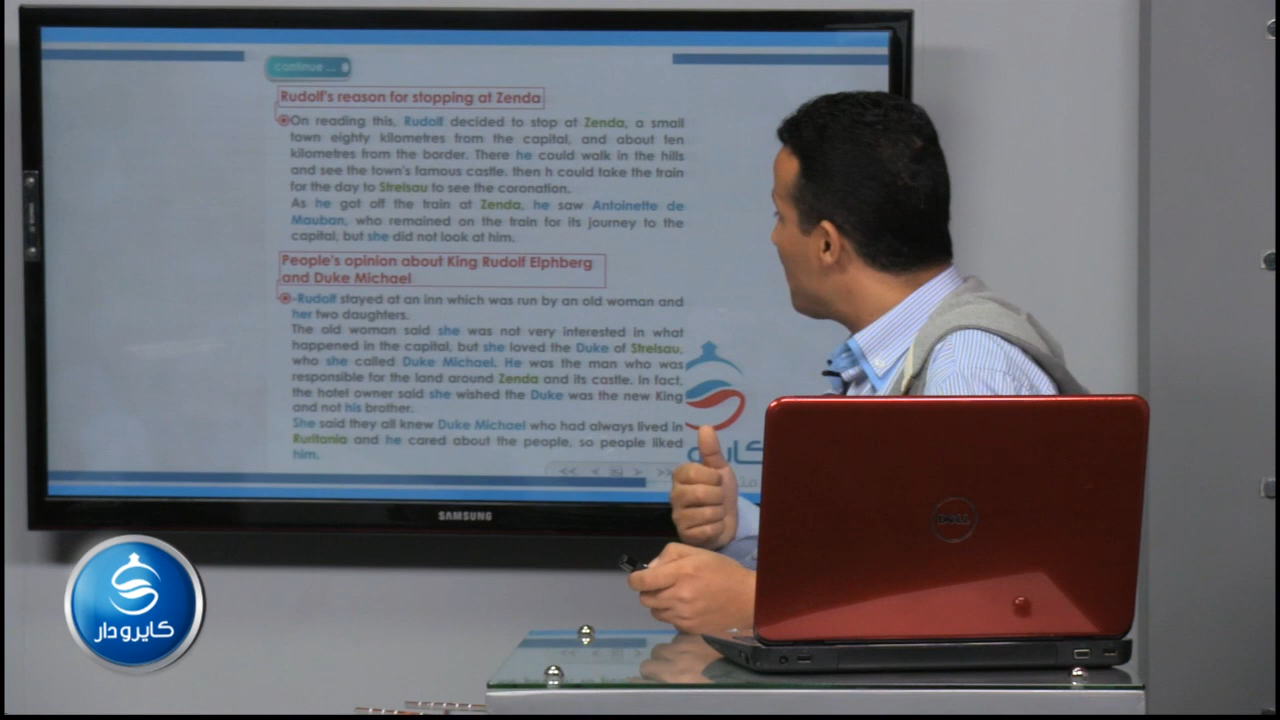 continue ...
Rudolf's reason for stopping at Zenda
On reading this, Rudolf decided to stop at Zenda, a small
town eighty kilometres from the capital, and about ten
kilometres from the border. There he could walk in the hills
and see the town's famous castle. then h could take the train
for the day to Strelsau to see the coronation.
As he got off the train at Zenda, he saw Antoinette de
Mauban, who remained on the train for its journey to the
capital, but she did not look at him.
People's opinion about King Rudolf Elphberg
and Duke Michael
-Rudolf stayed at an inn which was run by an old woman and
her two daughters.
The old woman said she was not very interested in what
happened in the capital, but she loved the Duke of Strelsau,
who she called Duke Michael. He was the man who was
responsible for the land around Zenda and its castle. In fact,
the hotel owner said she wished the Duke was the new King
and not his brother.
She said they all knew Duke Michael who had always lived in
Ruritania and he cared about the people, so people liked
him.
SAMSUNG
DELL
كايرو دار